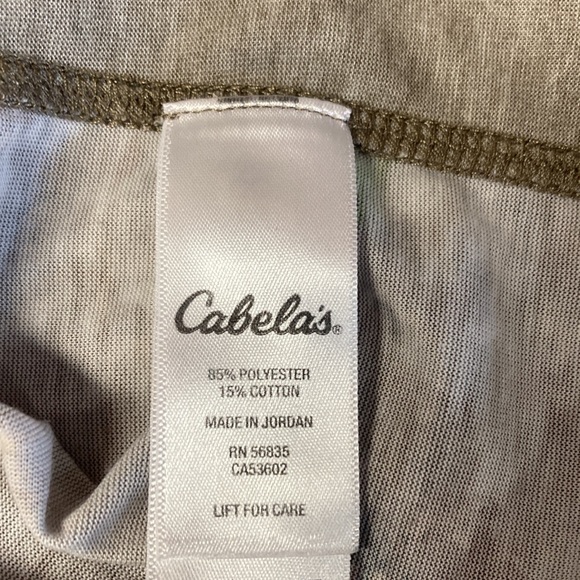 Cabela's®
85% POLYESTER
15% COTTON
MADE IN JORDAN
RN 56835
CA53602
LIFT FOR CARE